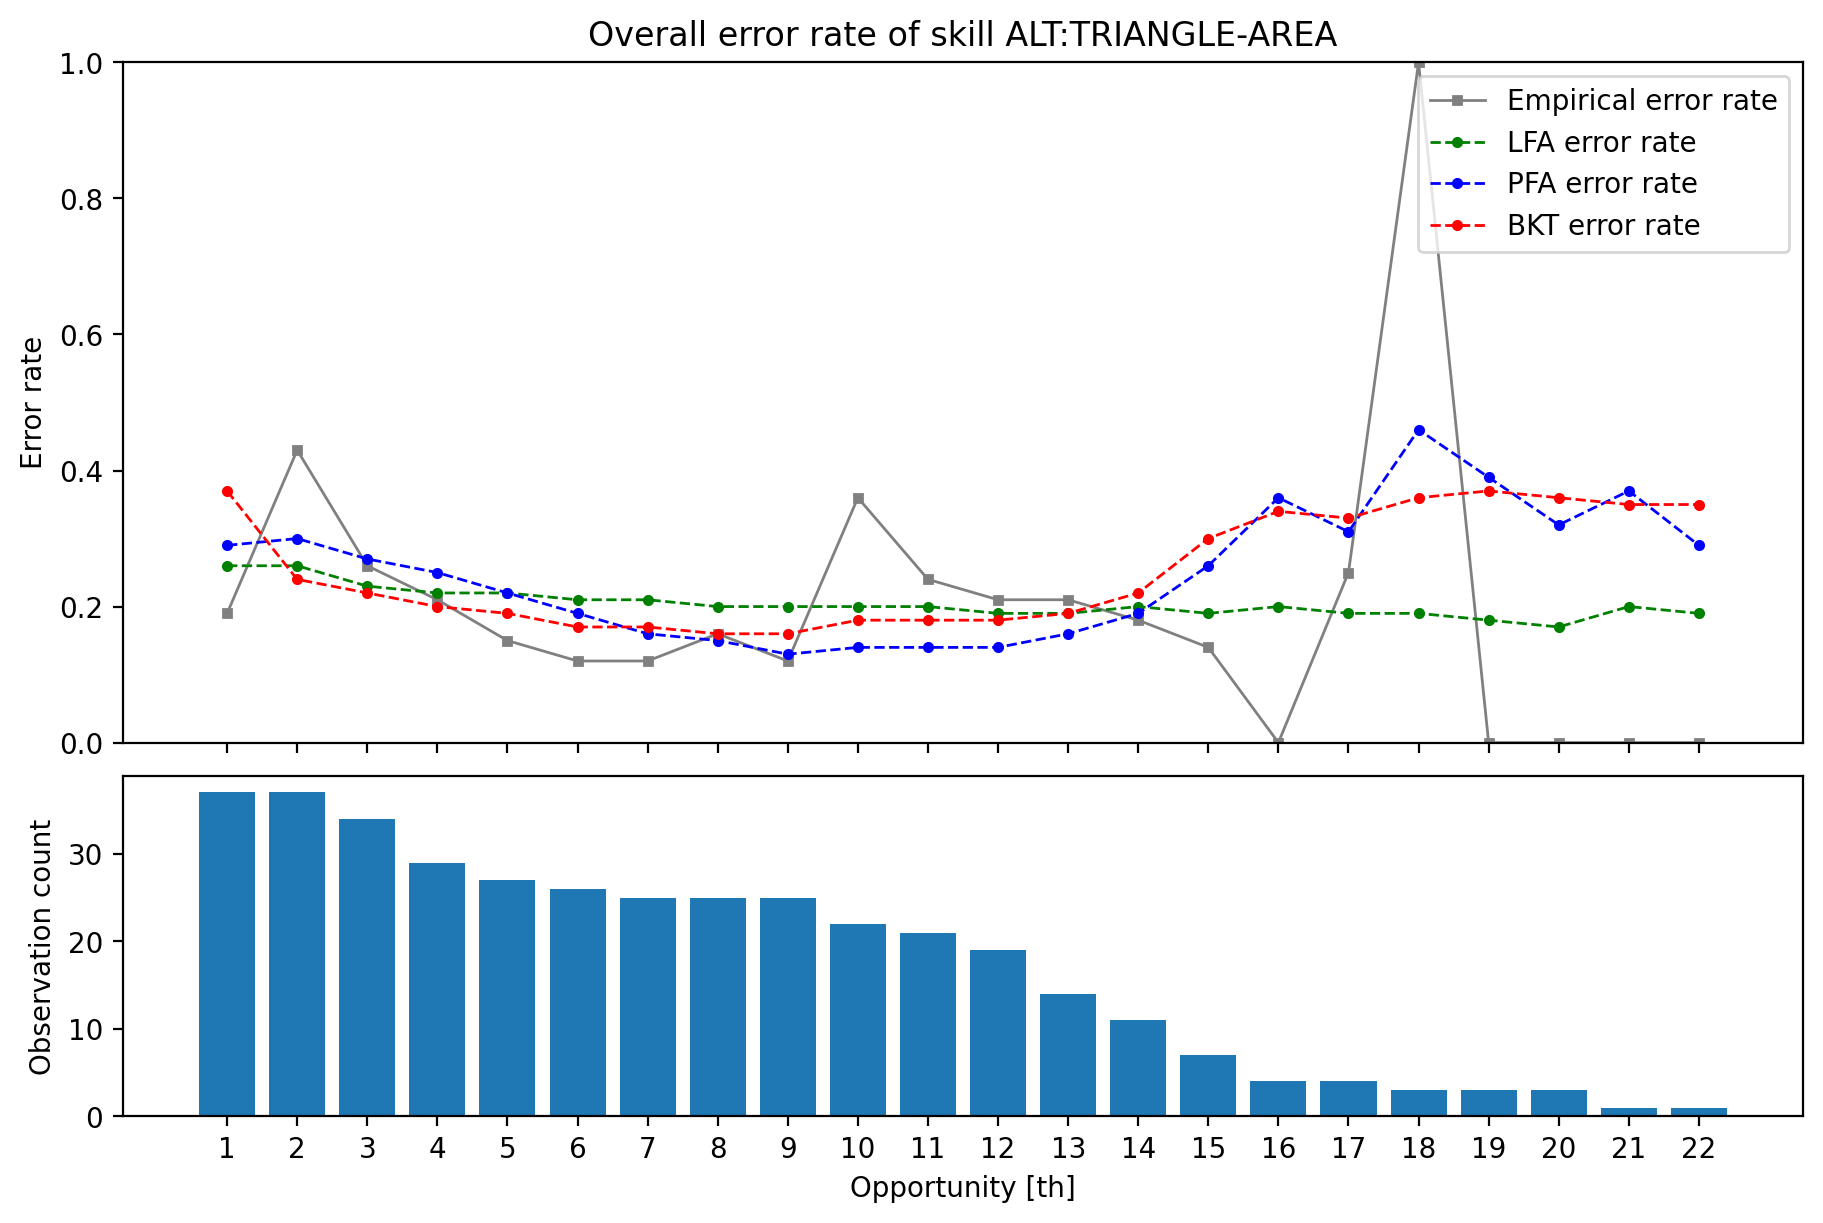 Overall error rate of skill ALT:TRIANGLE-AREA
1.0
0.8
0.6
0.4
0.2
0.0
Error rate
Empirical error rate
LFA error rate
PFA error rate
BKT error rate
30
20
10
0
Observation count
1 2 3 4 5 6 7 8 9 10 11 12 13 14 15 16 17 18 19 20 21 22
Opportunity [th]